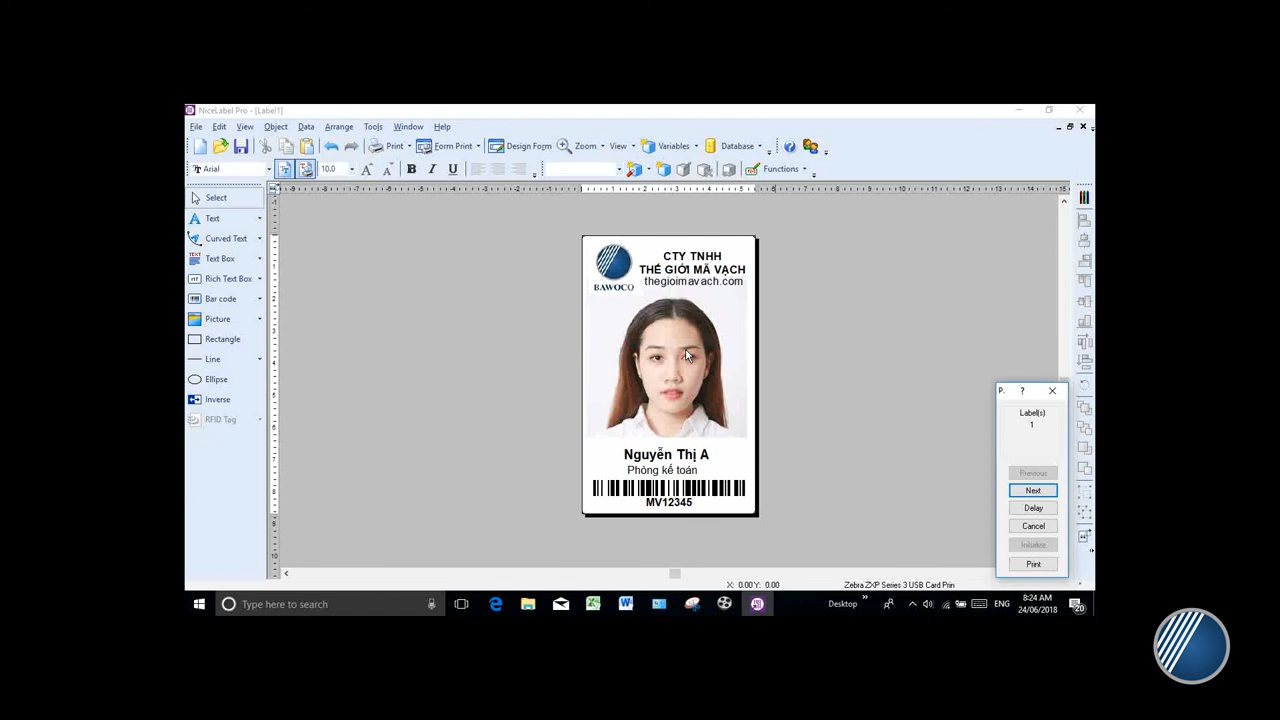 NiceLabel Pro - [Label1]
File Edit View Object Data Arrange Tools Window Help
Print Form Print Design Form Zoom View Variables Database
Arial 10.0 B I U Functions
Select
Text
Curved Text
Text Box
Rich Text Box
Bar code
Picture
Rectangle
Line
Ellipse
Inverse
RFID Tag
CTY TNHH
THẾ GIỚI MÃ VẠCH
thegioimavach.com
BAWOCO
Nguyễn Thị A
Phòng kế toán
MV12345
P. ?
Label(s)
1
Previous
Next
Delay
Cancel
Initialize
Print
X: 0.00 Y: 0.00 Zebra ZXP Series 3 USB Card Prin
Type here to search
Desktop
ENG
8:24 AM
24/06/2018
20